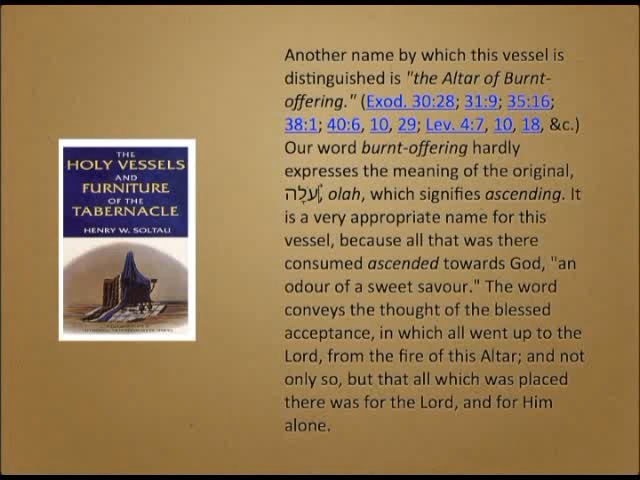 THE
HOLY VESSELS
AND
FURNITURE
OF THE
TABERNACLE
HENRY W. SOLTAU
Another name by which this vessel is
distinguished is "the Altar of Burnt-
offering." (Exod. 30:28; 31:9; 35:16;
38:1; 40:6, 10, 29; Lev. 4:7, 10, 18, &c.)
Our word burnt-offering hardly
expresses the meaning of the original,
עֹלָה, olah, which signifies ascending. It
is a very appropriate name for this
vessel, because all that was there
consumed ascended towards God, "an
odour of a sweet savour." The word
conveys the thought of the blessed
acceptance, in which all went up to the
Lord, from the fire of this Altar; and not
only so, but that all which was placed
there was for the Lord, and for Him
alone.